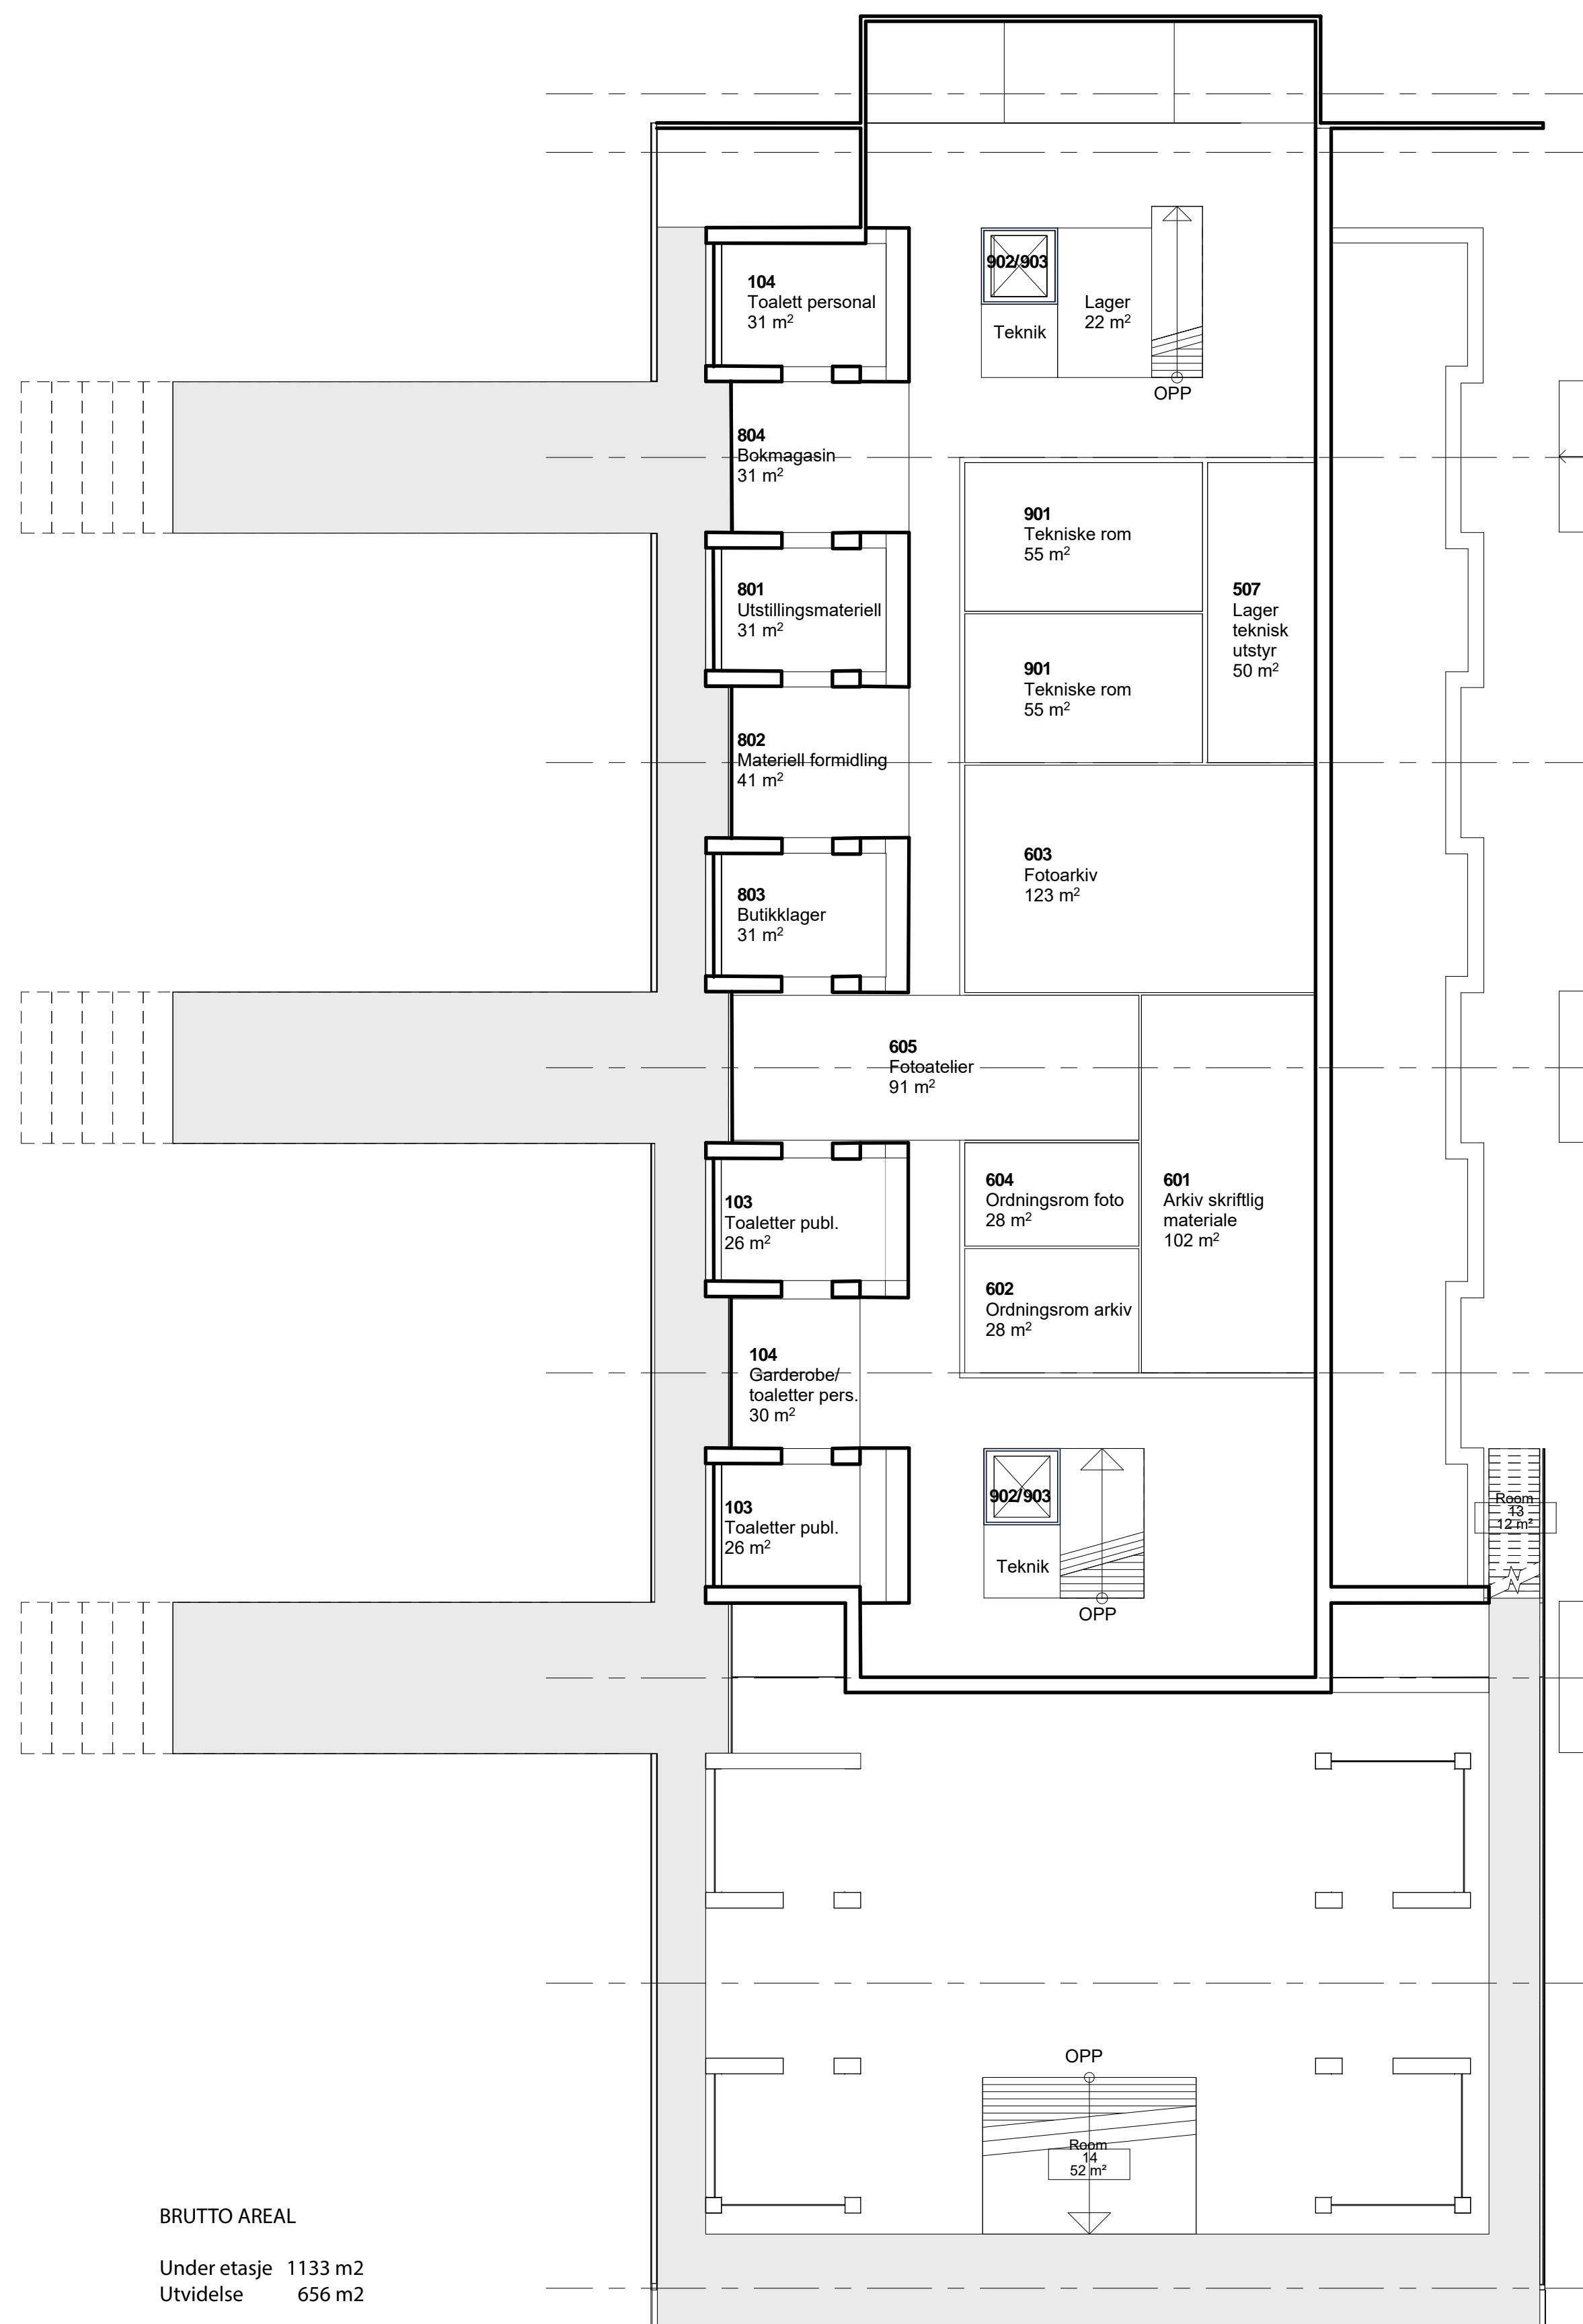 104
Toalett personal
31 m²
902/903
Teknik
Lager
22 m²
OPP
804
Bokmagasin
31 m²
901
Tekniske rom
55 m²
801
Utstillingsmateriell
31 m²
507
Lager
teknisk
utstyr
50 m²
901
Tekniske rom
55 m²
802
Materiell formidling
41 m²
603
Fotoarkiv
123 m²
803
Butikklager
31 m²
605
Fotoatelier
91 m²
103
Toaletter publ.
26 m²
604
Ordningsrom foto
28 m²
601
Arkiv skriftlig
materiale
102 m²
602
Ordningsrom arkiv
28 m²
104
Garderobe/
toaletter pers.
30 m²
103
Toaletter publ.
26 m²
902/903
Teknik
OPP
Room
13
12 m²
OPP
Room
14
52 m²
BRUTTO AREAL
Under etasje 1133 m2
Utvidelse 656 m2